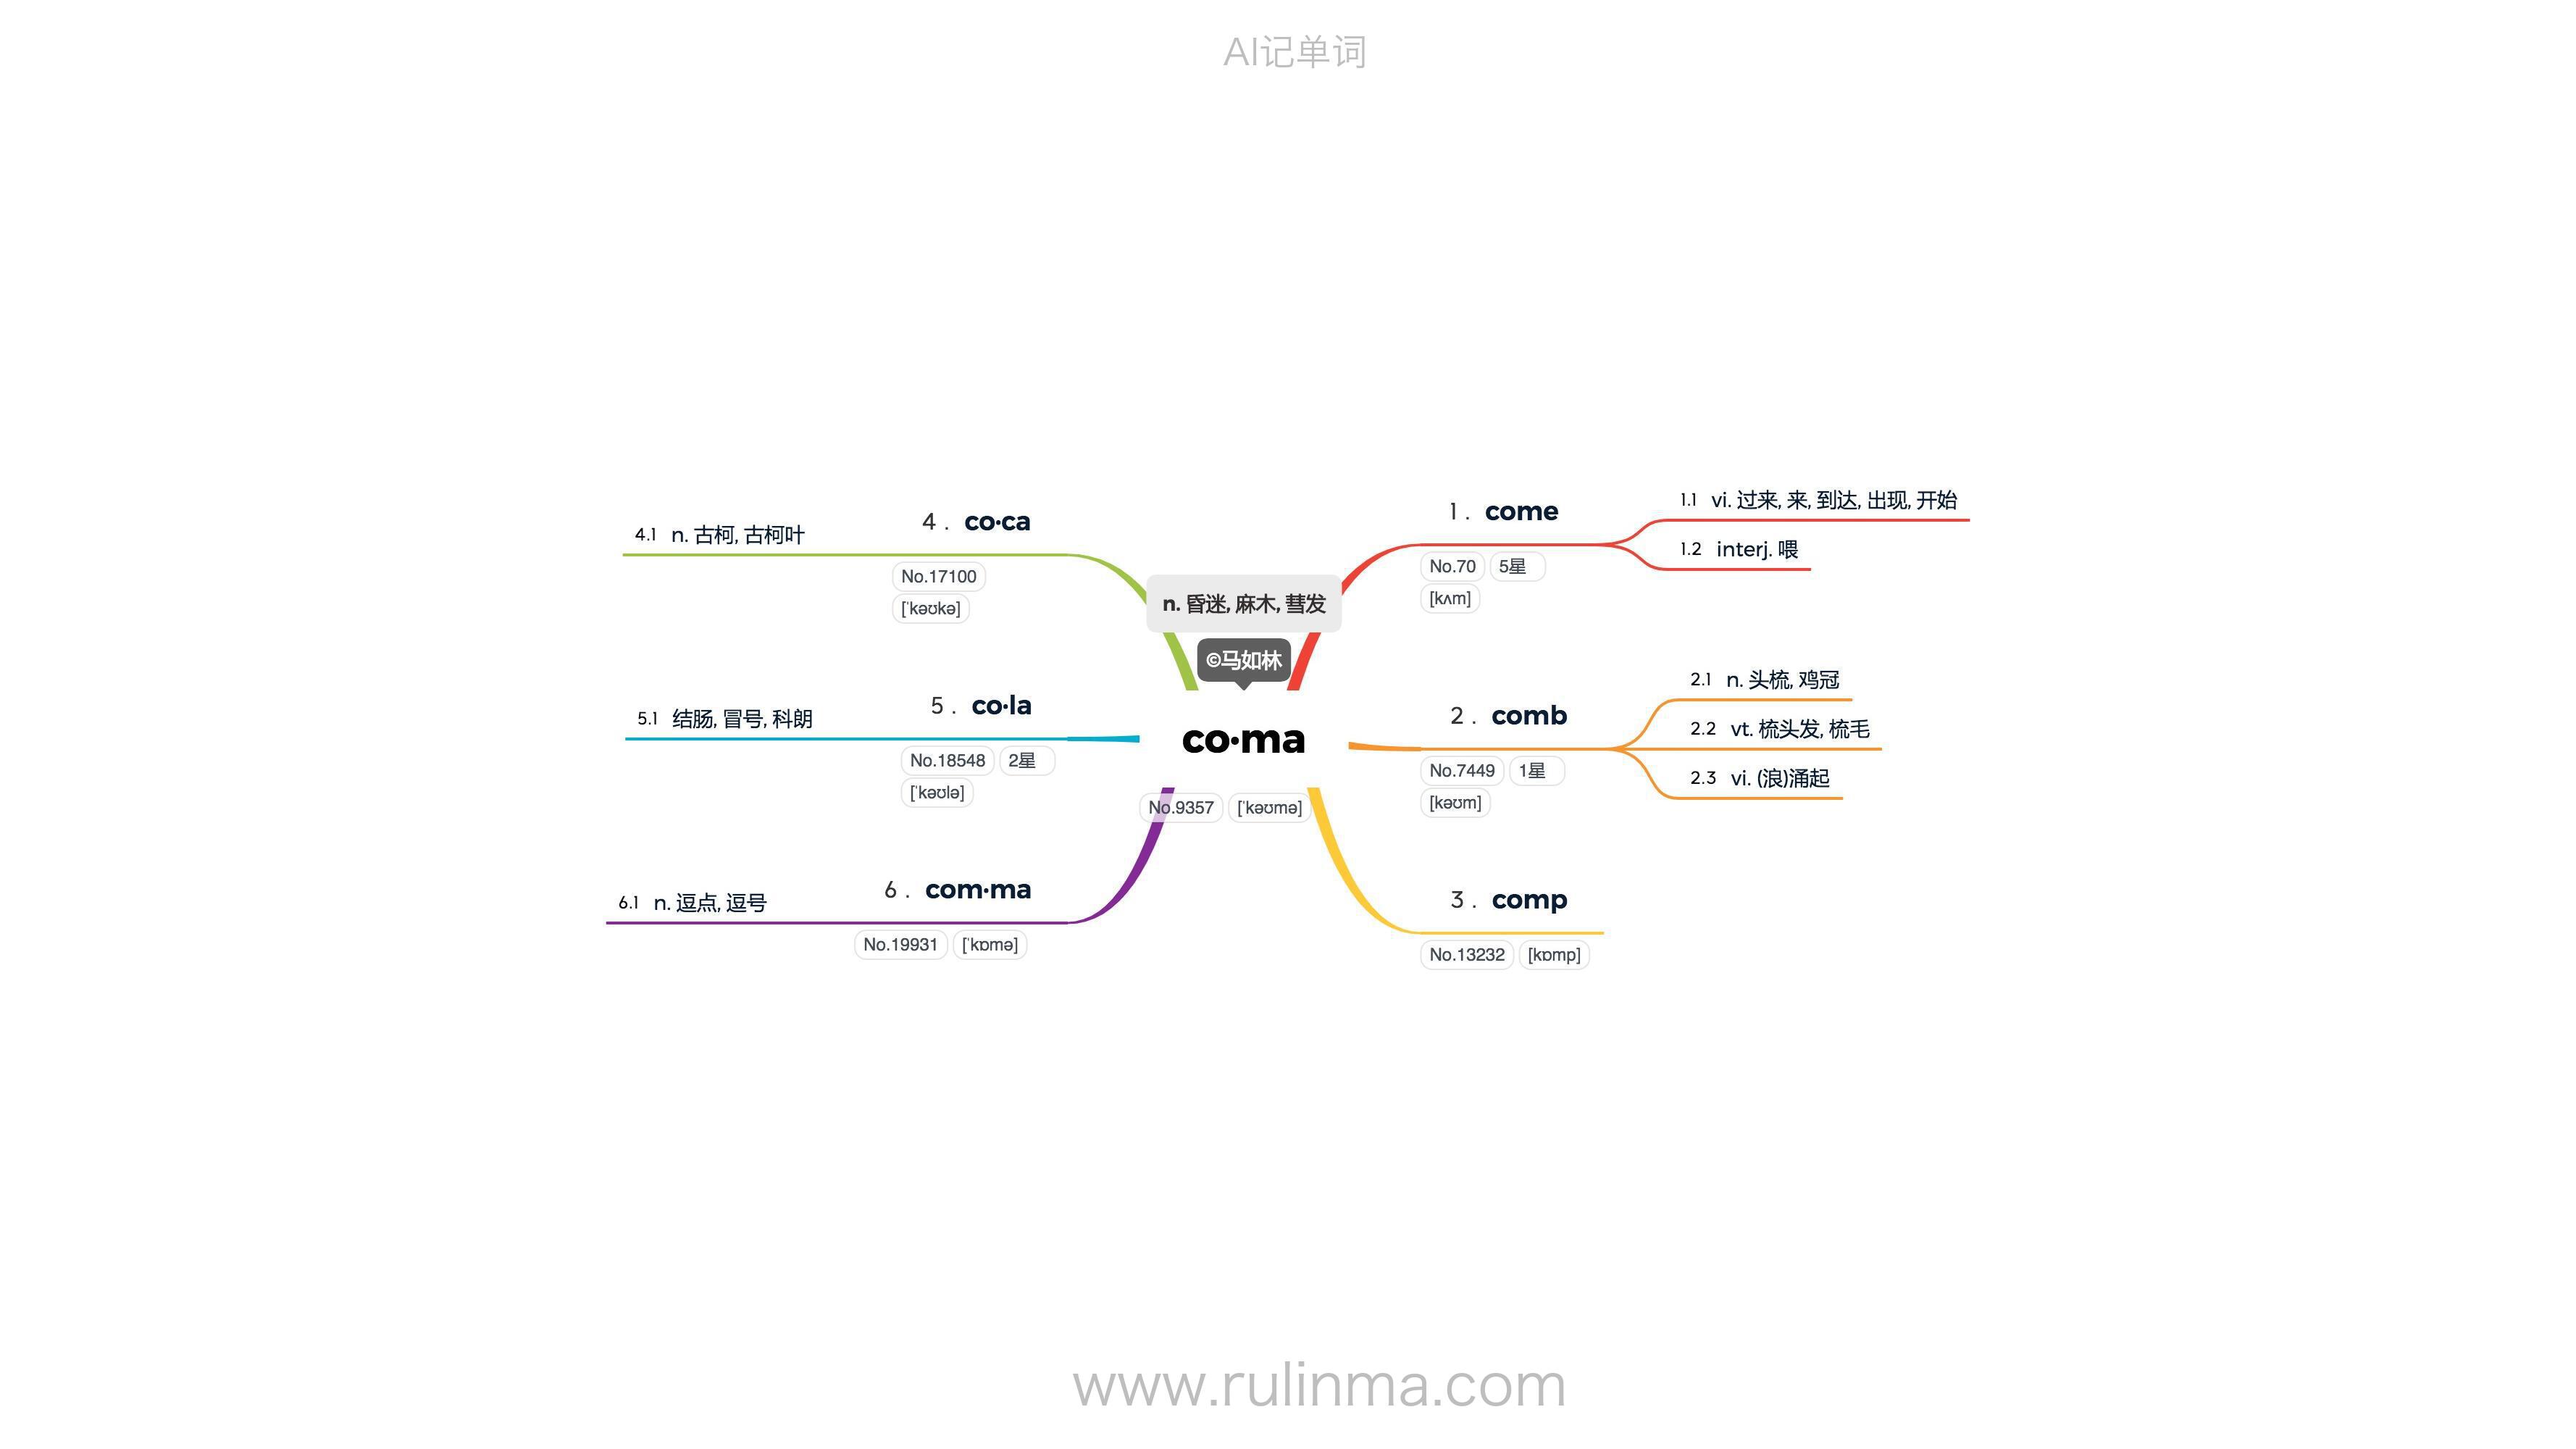 AI记单词
n. 昏迷, 麻木, 彗发
©马如林
co·ma
No.9357 [ˈkəʊmə]
1 . come
No.70 5星
[kʌm]
1.1 vi. 过来, 来, 到达, 出现, 开始
1.2 interj. 喂
2 . comb
No.7449 1星
[kəʊm]
2.1 n. 头梳, 鸡冠
2.2 vt. 梳头发, 梳毛
2.3 vi. (浪)涌起
3 . comp
No.13232 [kɒmp]
4 . co·ca
No.17100
[ˈkəʊkə]
4.1 n. 古柯, 古柯叶
5 . co·la
No.18548 2星
[ˈkəʊlə]
5.1 结肠, 冒号, 科朗
6 . com·ma
No.19931 [ˈkɒmə]
6.1 n. 逗点, 逗号
www.rulinma.com